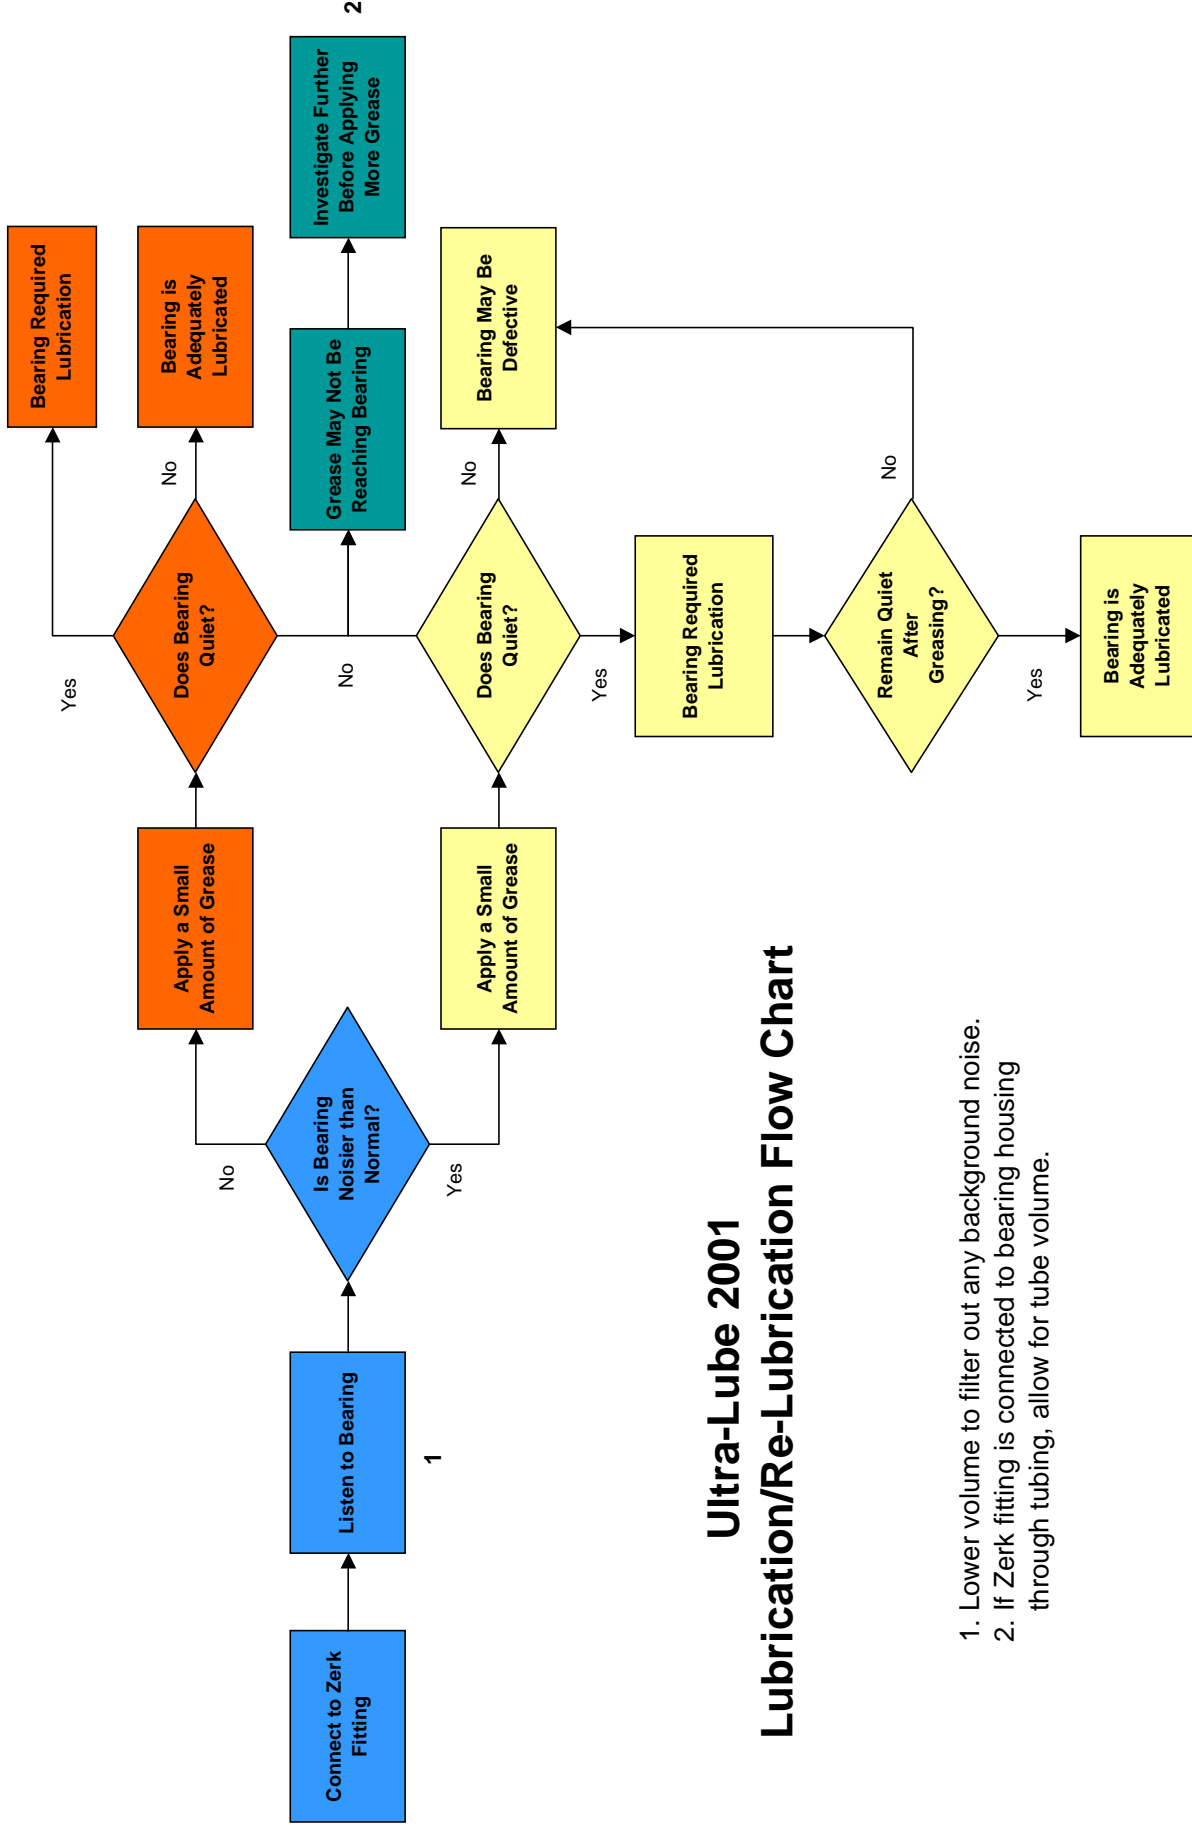 Connect to Zerk
Fitting
Listen to Bearing
1
Is Bearing
Noisier than
Normal?
No
Yes
Apply a Small
Amount of Grease
Does Bearing
Quiet?
Yes
Bearing Required
Lubrication
No
Bearing is
Adequately
Lubricated
No
Grease May Not Be
Reaching Bearing
Investigate Further
Before Applying
More Grease
2
Apply a Small
Amount of Grease
Does Bearing
Quiet?
No
Bearing May Be
Defective
Yes
Bearing Required
Lubrication
Remain Quiet
After
Greasing?
No
Yes
Bearing is
Adequately
Lubricated
Ultra-Lube 2001
Lubrication/Re-Lubrication Flow Chart
1. Lower volume to filter out any background noise.
2. If Zerk fitting is connected to bearing housing
through tubing, allow for tube volume.